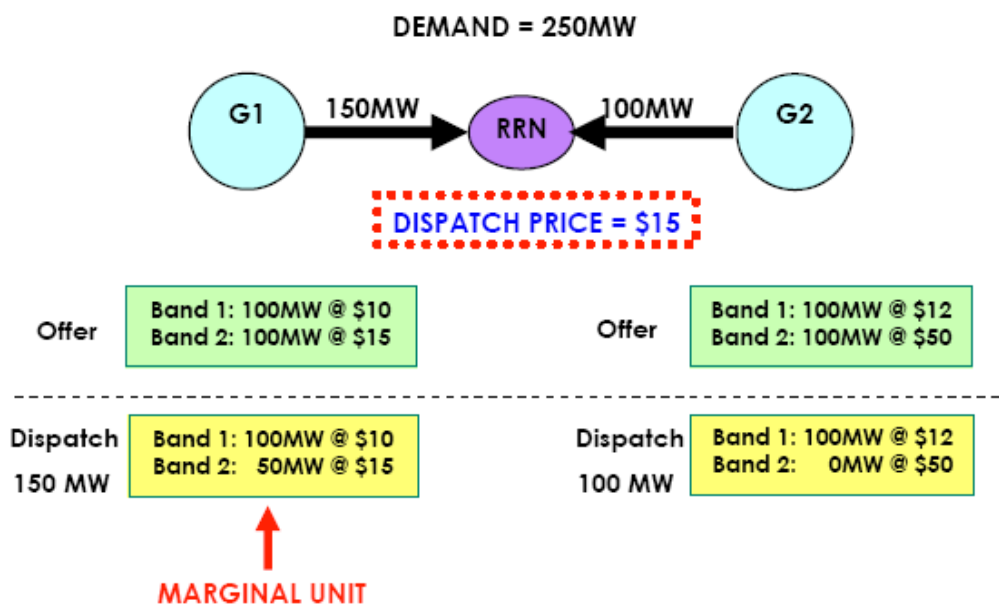 DEMAND = 250MW
G1
150MW
RRN
100MW
G2
DISPATCH PRICE = $15
Offer
Band 1: 100MW @ $10
Band 2: 100MW @ $15
Offer
Band 1: 100MW @ $12
Band 2: 100MW @ $50
Dispatch
150 MW
Band 1: 100MW @ $10
Band 2: 50MW @ $15
Dispatch
100 MW
Band 1: 100MW @ $12
Band 2: 0MW @ $50
MARGINAL UNIT